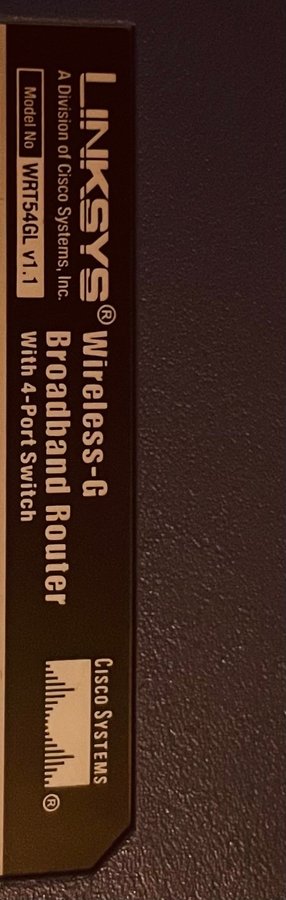 LINKSYS®
A Division of Cisco Systems, Inc.
Model No WRT54GL v1.1
Wireless-G
Broadband Router
With 4-Port Switch
CISCO SYSTEMS
®